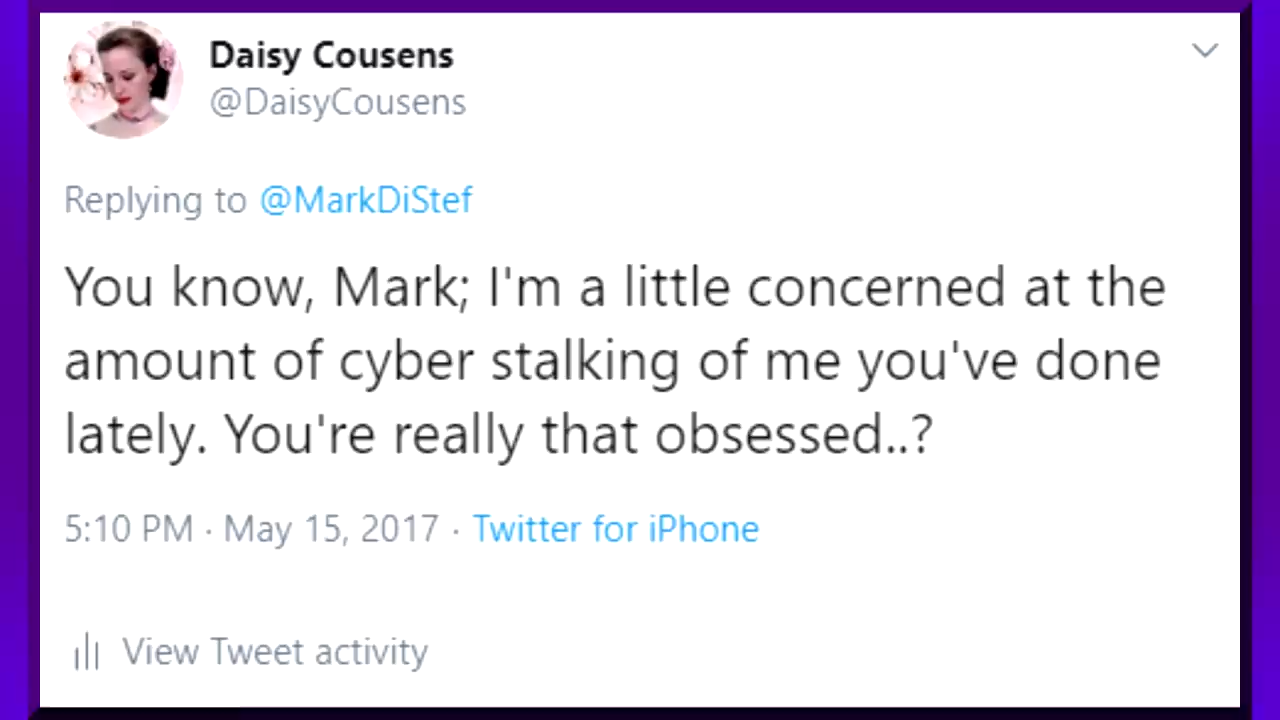 Daisy Cousens
@DaisyCousens
Replying to @MarkDiStef
You know, Mark; I'm a little concerned at the
amount of cyber stalking of me you've done
lately. You're really that obsessed..?
5:10 PM · May 15, 2017 · Twitter for iPhone
View Tweet activity